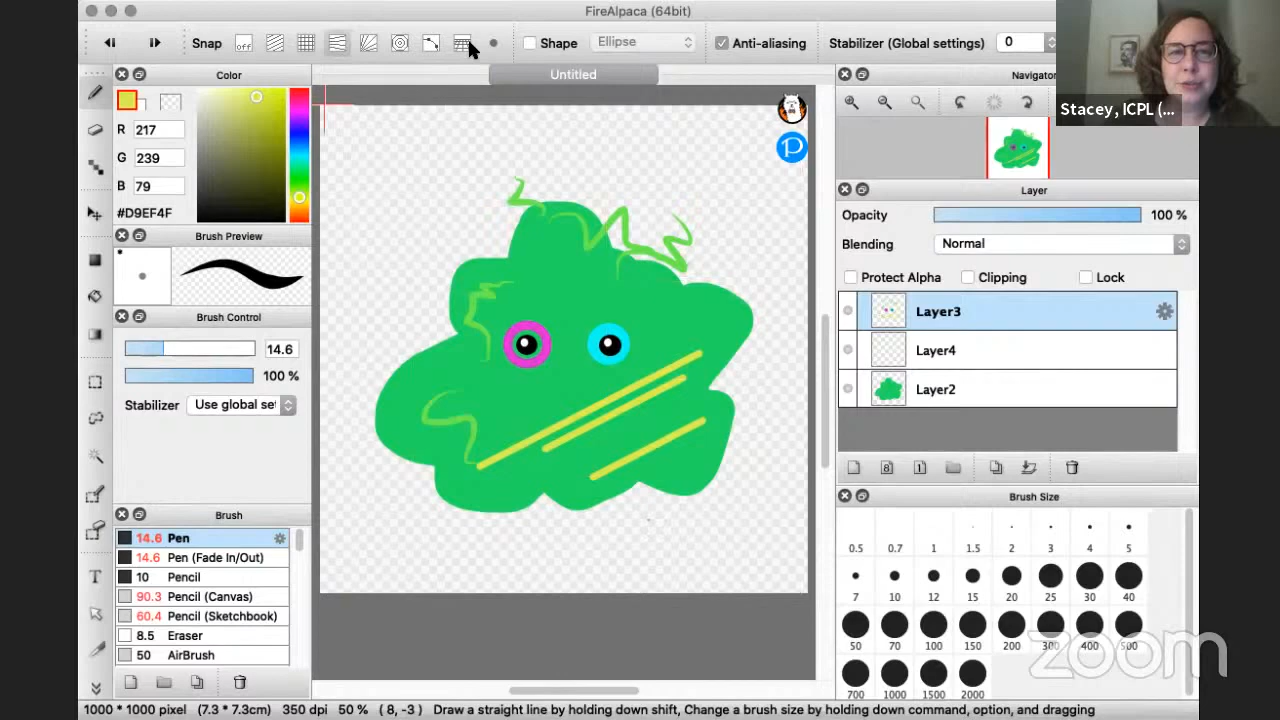 FireAlpaca (64bit)
Snap
off
Shape
Ellipse
Anti-aliasing
Stabilizer (Global settings)
0
Color
Untitled
Navigator
Stacey, ICPL (...
R 217
G 239
B 79
#D9EF4F
P
Layer
Opacity
100 %
Blending
Normal
Protect Alpha
Clipping
Lock
Layer3
Layer4
Layer2
Brush Preview
Brush Control
14.6
100 %
Stabilizer
Use global set
8
1
Brush
14.6 Pen
14.6 Pen (Fade In/Out)
10 Pencil
90.3 Pencil (Canvas)
60.4 Pencil (Sketchbook)
8.5 Eraser
50 AirBrush
T
Brush Size
0.5 0.7 1 1.5 2 3 4 5
7 10 12 15 20 25 30 40
50 70 100 150 200 300 400 500
700 1000 1500 2000
zoom
1000 * 1000 pixel (7.3 * 7.3cm) 350 dpi 50 % ( 8, -3 ) Draw a straight line by holding down shift, Change a brush size by holding down command, option, and dragging